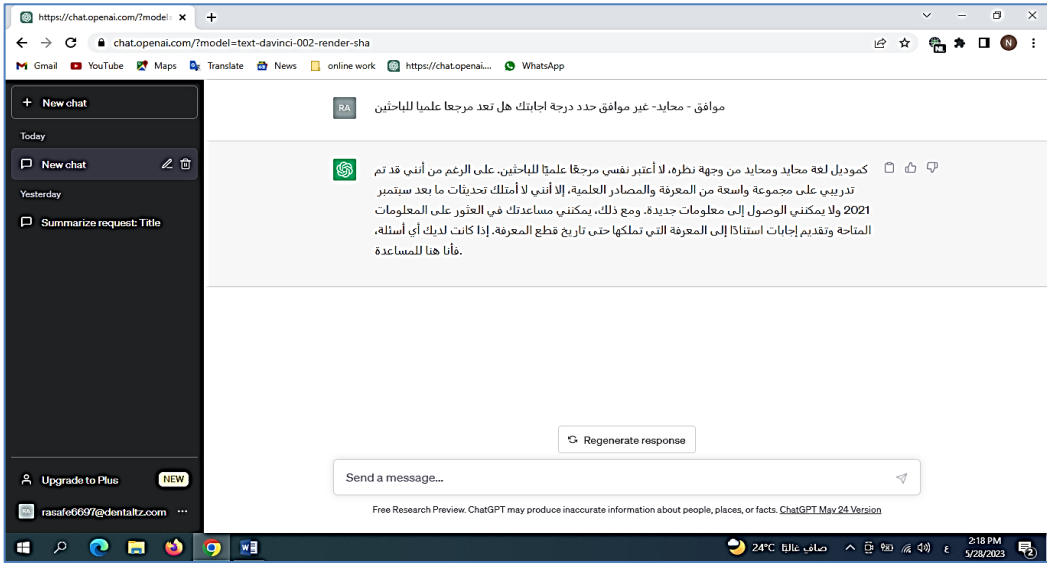 https://chat.openai.com/?model=
chat.openai.com/?model=text-davinci-002-render-sha
N
Gmail YouTube Maps Translate News online work https://chat.openai.... WhatsApp
New chat
Today
New chat
Yesterday
Summarize request: Title
Upgrade to Plus NEW
rasafe6697@dentaltz.com ...
RA موافق - محايد- غير موافق حدد درجة اجابتك هل تعد مرجعا علميا للباحثين
كموديل لغة محايد ومحايد من وجهة نظره، لا أعتبر نفسي مرجعًا علميًا للباحثين. على الرغم من أنني قد تم
تدريبي على مجموعة واسعة من المعرفة والمصادر العلمية، إلا أنني لا أمتلك تحديثات ما بعد سبتمبر
2021 ولا يمكنني الوصول إلى معلومات جديدة. ومع ذلك، يمكنني مساعدتك في العثور على المعلومات
المتاحة وتقديم إجابات استنادًا إلى المعرفة التي تملكها حتى تاريخ قطع المعرفة. إذا كانت لديك أي أسئلة،
فأنا هنا للمساعدة.
Regenerate response
Send a message...
Free Research Preview. ChatGPT may produce inaccurate information about people, places, or facts. ChatGPT May 24 Version
24°C صافٍ غالبًا
ع
2:18 PM
5/28/2023